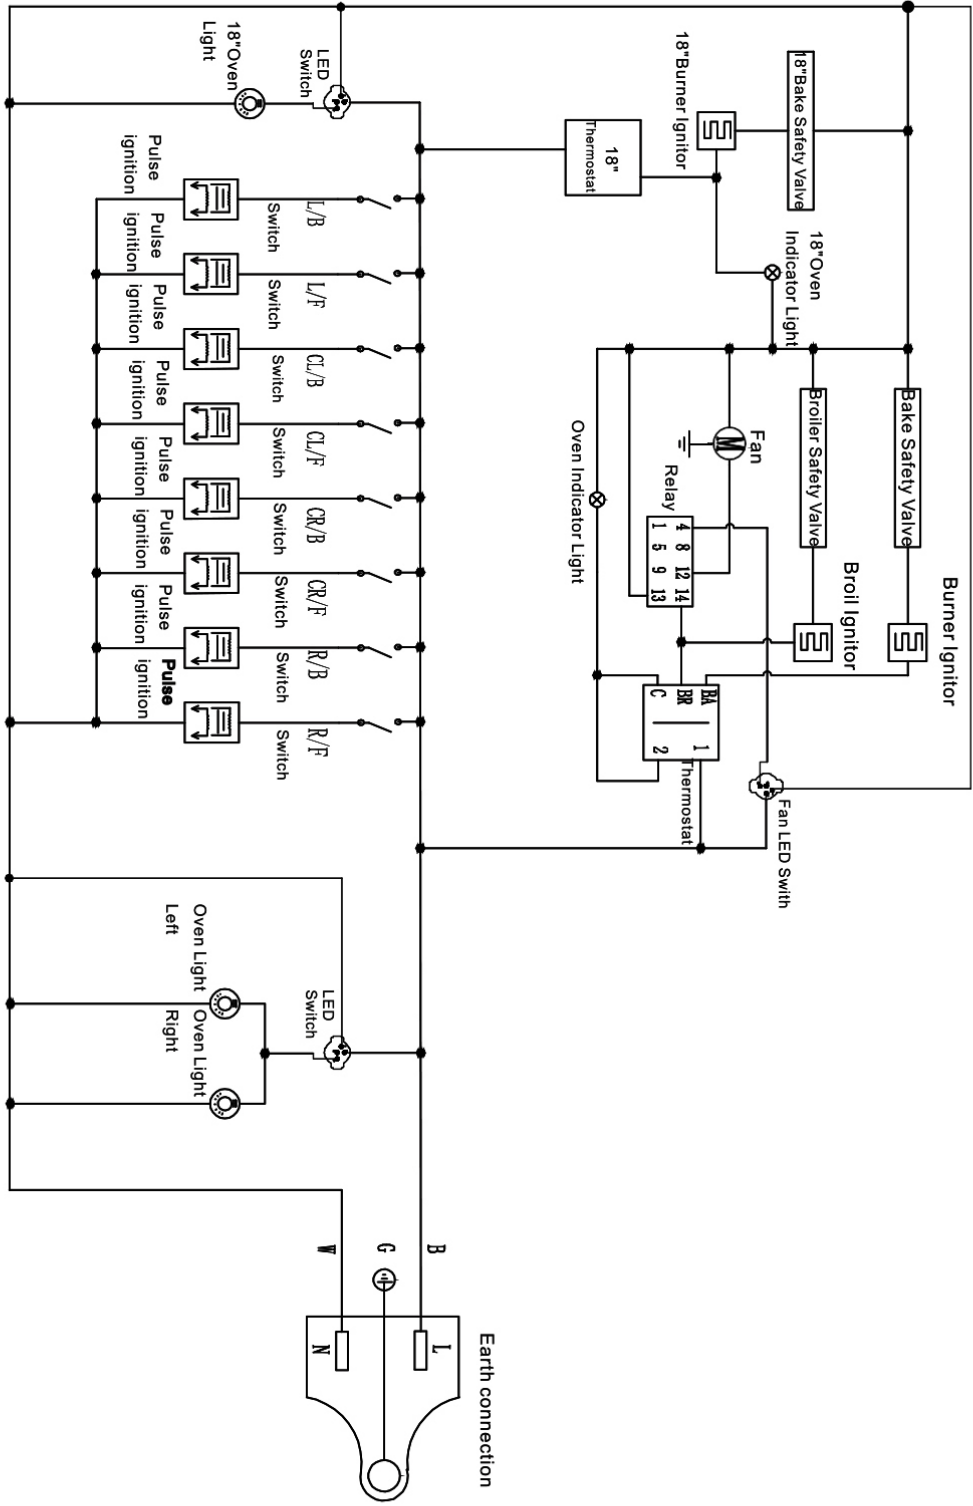 Burner Ignitor
Bake Safety Valve
Broil Ignitor
Broiler Safety Valve
18"Bake Safety Valve
18"Oven
Indicator Light
18"Burner Ignitor
18"
Thermostat
Fan
Relay
4 8 12 14
1 5 9 13
Oven Indicator Light
BA
BR
C
1
2
Thermostat
Fan LED Swith
LED
Switch
18"Oven
Light
L/B
Switch
L/F
Switch
CL/B
Switch
CL/F
Switch
CR/B
Switch
CR/F
Switch
R/B
Switch
R/F
Switch
Pulse
ignition
Pulse
ignition
Pulse
ignition
Pulse
ignition
Pulse
ignition
Pulse
ignition
Pulse
ignition
Pulse
ignition
LED
Switch
Oven Light
Left
Oven Light
Right
B
G
W
L
N
Earth connection
M